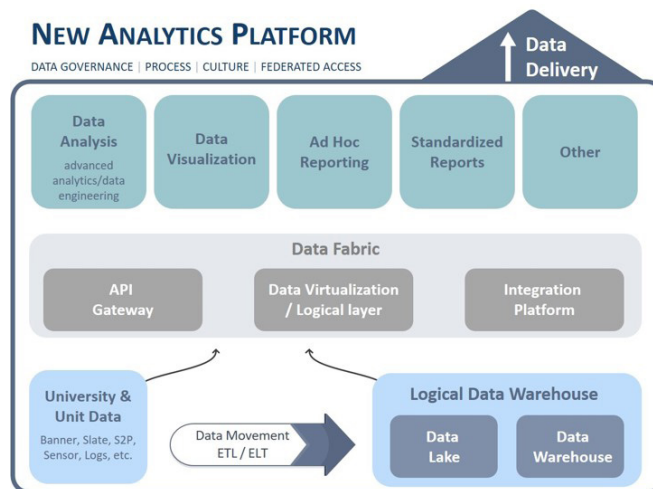 NEW ANALYTICS PLATFORM
DATA GOVERNANCE | PROCESS | CULTURE | FEDERATED ACCESS
Data
Delivery
Data
Analysis
advanced
analytics/data
engineering
Data
Visualization
Ad Hoc
Reporting
Standardized
Reports
Other
Data Fabric
API
Gateway
Data Virtualization
/ Logical layer
Integration
Platform
University &
Unit Data
Banner, Slate, S2P,
Sensor, Logs, etc.
Data Movement
ETL / ELT
Logical Data Warehouse
Data
Lake
Data
Warehouse